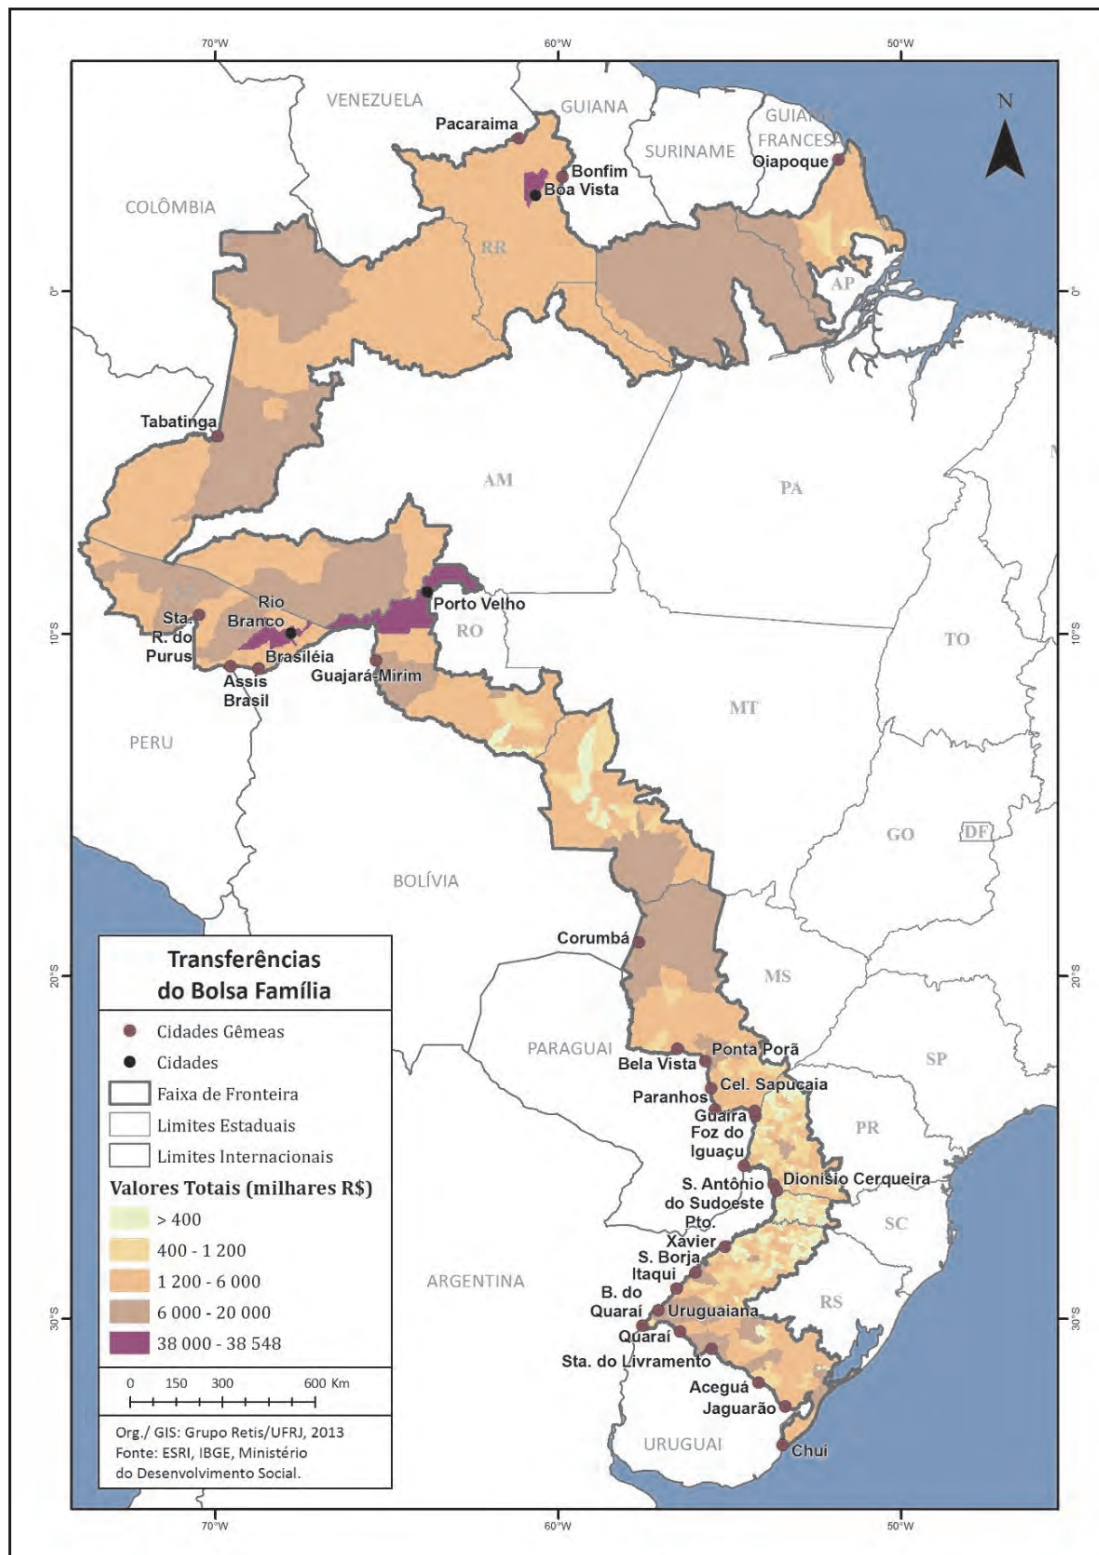 70°W
60°W
50°W
N
VENEZUELA
GUIANA
GUIANA
FRANCESA
SURINAME
COLÔMBIA
Pacaraima
Bonfim
Boa Vista
Oiapoque
RR
AP
0°
0°
Tabatinga
AM
PA
Rio
Branco
Porto Velho
Sta.
R. do
Purus
RO
TO
10°S
10°S
Brasiléia
Guajará-Mirim
Assis
Brasil
MT
PERU
GO
DF
BOLÍVIA
Corumbá
MS
20°S
20°S
PARAGUAI
SP
Ponta Porã
Bela Vista
Cel. Sapucaia
Paranhos
Guaíra
PR
Foz do
Iguaçu
Dionísio Cerqueira
S. Antônio
do Sudoeste
SC
Pto.
Xavier
S. Borja
Itaqui
ARGENTINA
B. do
Quaraí
Uruguaiana
RS
30°S
30°S
Quaraí
Sta. do Livramento
Aceguá
Jaguarão
URUGUAI
Chuí
Transferências
do Bolsa Família
Cidades Gêmeas
Cidades
Faixa de Fronteira
Limites Estaduais
Limites Internacionais
Valores Totais (milhares R$)
> 400
400 - 1 200
1 200 - 6 000
6 000 - 20 000
38 000 - 38 548
0 150 300 600 Km
Org./ GIS: Grupo Retis/UFRJ, 2013
Fonte: ESRI, IBGE, Ministério
do Desenvolvimento Social.
70°W
60°W
50°W